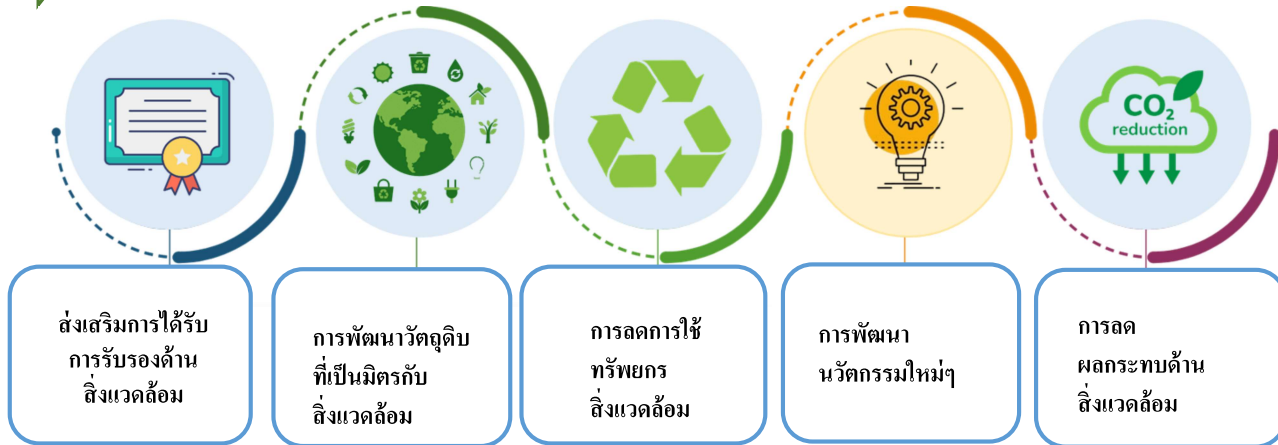 CO₂
reduction
ส่งเสริมการได้รับ
การรับรองด้าน
สิ่งแวดล้อม
การพัฒนาวัตถุดิบ
ที่เป็นมิตรกับ
สิ่งแวดล้อม
การลดการใช้
ทรัพยกร
สิ่งแวดล้อม
การพัฒนา
นวัตกรรมใหม่ๆ
การลด
ผลกระทบด้าน
สิ่งแวดล้อม